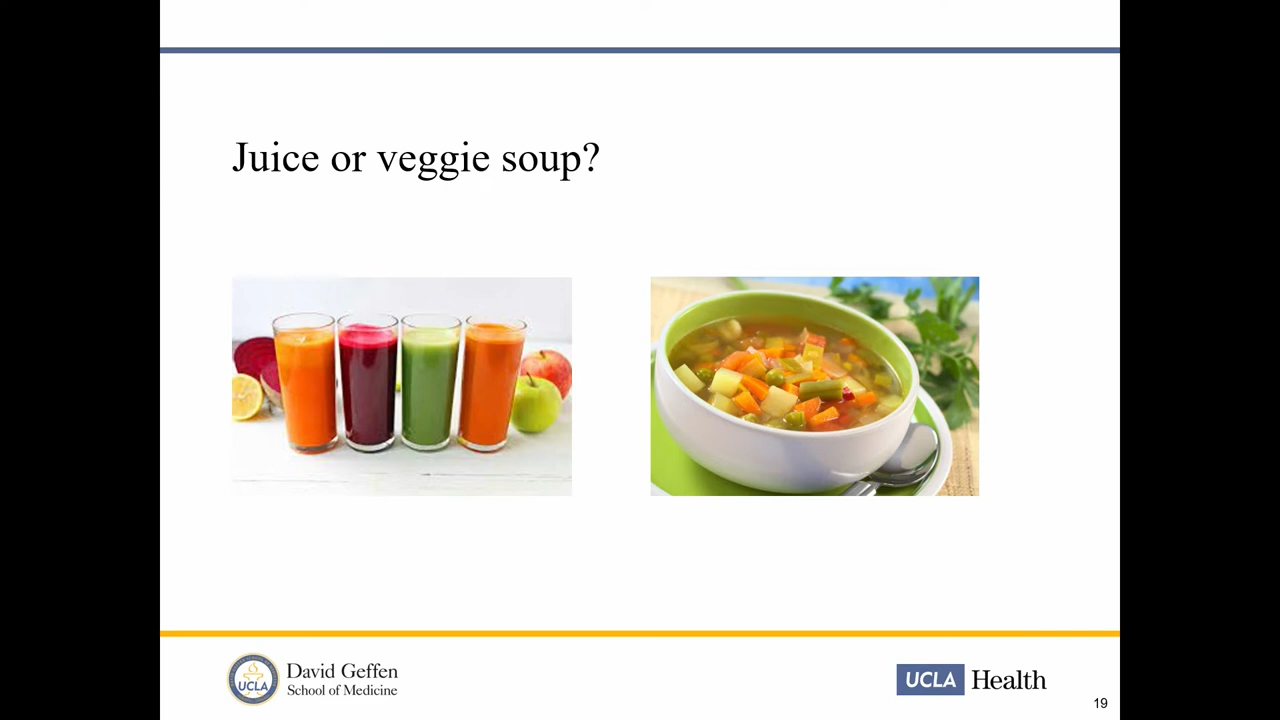 Juice or veggie soup?
UCLA
David Geffen
School of Medicine
UCLA Health
19